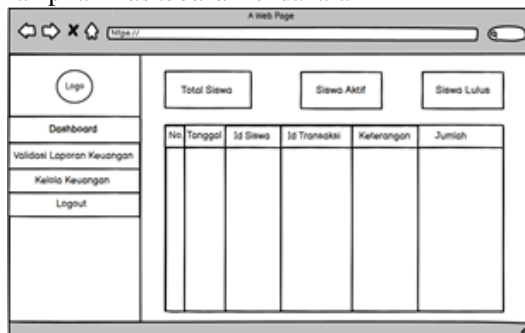 A Web Page
https://
Logo
Dashboard
Validasi Laporan Keuangan
Kelola Keuangan
Logout
Total Siswa
Siswa Aktif
Siswa Lulus
No. Tanggal Id Siswa Id Transaksi Keterangan Jumlah